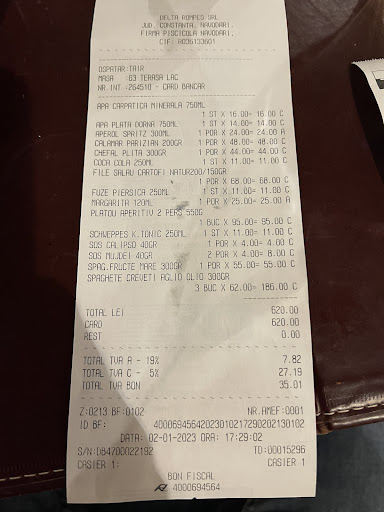 DELTA ROMPES SRL
JUD. CONSTANTA, NAVODARI,
FIRMA PISCICOLA NAVODARI,
CIF: RO36133601
OSPATAR:TAIR
MASA :63 TERASA LAC
NR.INT :264510 - CARD BANCAR
APA CARPATICA MINERALA 750ML
1 ST X 16.00= 16.00 C
APA PLATA DORNA 750ML 1 ST X 14.00= 14.00 C
APEROL SPRITZ 300ML 1 POR X 24.00= 24.00 A
CALAMAR PARIZIAN 200GR 1 POR X 48.00= 48.00 C
CHEFAL PLITA 300GR 1 POR X 44.00= 44.00 C
COCA COLA 250ML 1 ST X 11.00= 11.00 C
FILE SALAU CARTOFI NATUR200/150GR
1 POR X 68.00= 68.00 C
FUZE PIERSICA 250ML 1 ST X 11.00= 11.00 C
MARGARITA 120ML 1 POR X 25.00= 25.00 A
PLATOU APERITIV 2 PERS 550G
1 BUC X 95.00= 95.00 C
SCHWEPPES K.TONIC 250ML 1 ST X 11.00= 11.00 C
SOS CALIPSO 40GR 1 POR X 4.00= 4.00 C
SOS MUJDEI 40GR 2 POR X 4.00= 8.00 C
SPAG.FRUCTE MARE 300GR 1 POR X 55.00= 55.00 C
SPAGHETE CREVETI AGLIO OLIO 300GR
3 BUC X 62.00= 186.00 C
TOTAL LEI 620.00
CARD 620.00
REST 0.00
TOTAL TVA A - 19% 7.82
TOTAL TVA C - 5% 27.19
TOTAL TVA BON 35.01
Z:0213 BF:0102 NR.AMEF:0001
ID BF: 4000694564202301021729020213010​2
DATA: 02-01-2023 ORA: 17:29:02
S/N:DB4700022192 TD:00015296
CASIER 1: CASIER 1
BON FISCAL
4000694564